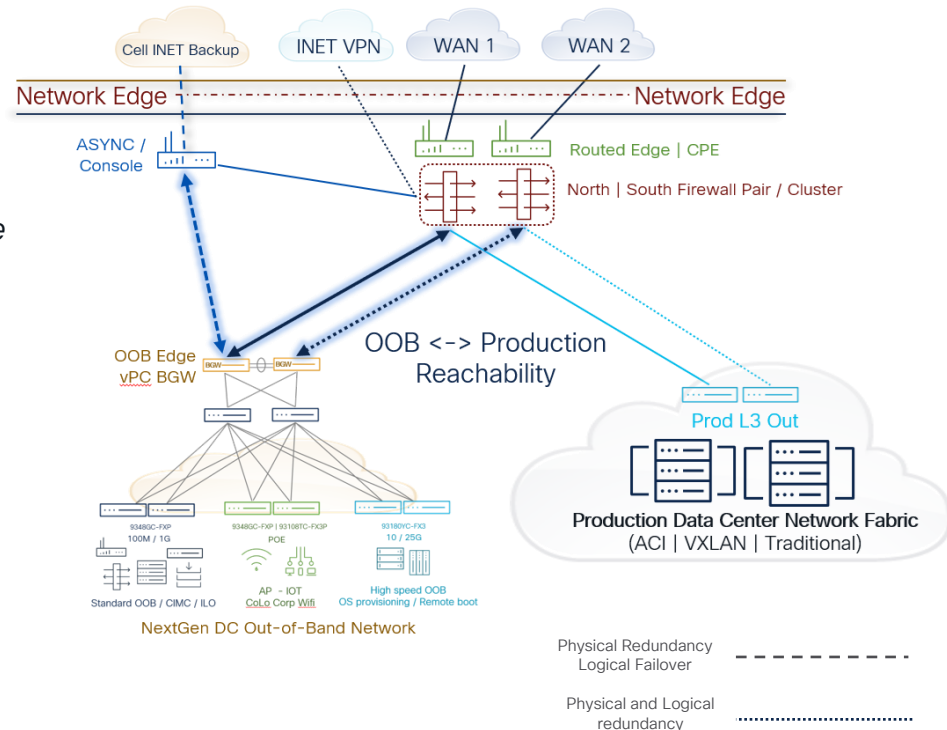 Cell INET Backup
INET VPN
WAN 1
WAN 2
Network Edge
Network Edge
ASYNC /
Console
Routed Edge | CPE
North | South Firewall Pair / Cluster
e
OOB <-> Production
Reachability
OOB Edge
vPC BGW
BGW
BGW
Prod L3 Out
Production Data Center Network Fabric
(ACI | VXLAN | Traditional)
9348GC-FXP
100M / 1G
9348GC-FXP | 93108TC-FX3P
POE
93180YC-FX3
10 / 25G
Standard OOB / CIMC / ILO
AP - IOT
CoLo Corp Wifi
High speed OOB
OS provisioning / Remote boot
NextGen DC Out-of-Band Network
Physical Redundancy
Logical Failover
Physical and Logical
redundancy